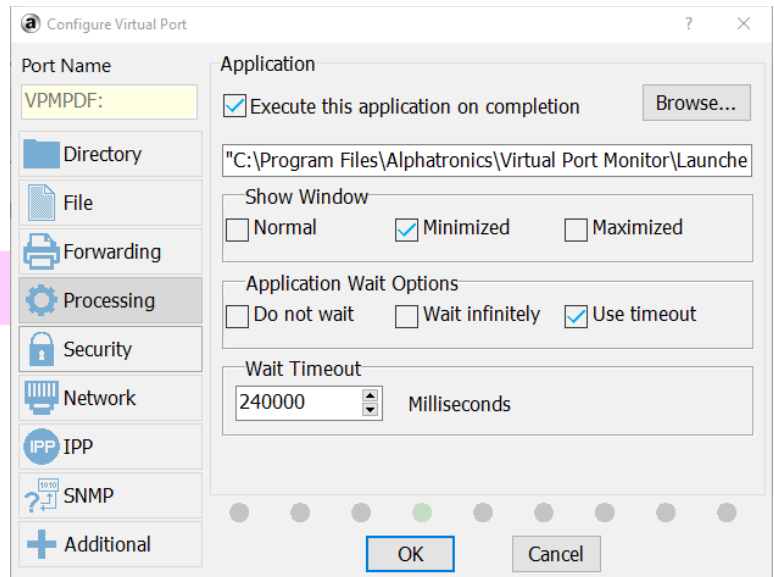 a Configure Virtual Port ? ×
Port Name
VPMPDF:
Directory
File
Forwarding
Processing
Security
Network
IPP IPP
1010
? SNMP
Additional
Application
Execute this application on completion Browse...
"C:\Program Files\Alphatronics\Virtual Port Monitor\Launche
Show Window
Normal Minimized Maximized
Application Wait Options
Do not wait Wait infinitely Use timeout
Wait Timeout
240000 Milliseconds
OK Cancel